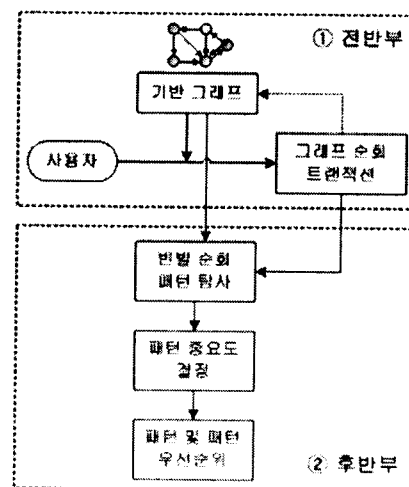 ① 전반부
기반 그래프
사용자
그래프 순회
트랜잭션
빈발 순회
패턴 탐사
패턴 중요도
결정
패턴 및 패턴
우선순위
② 후반부